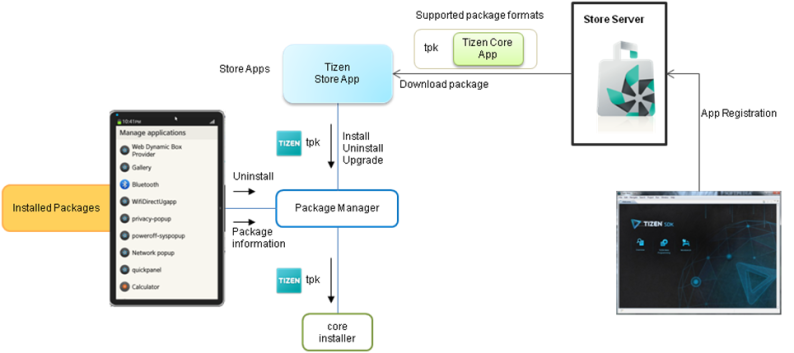 Supported package formats
tpk
Tizen Core
App
Store Server
Store Apps
Tizen
Store App
Download package
App Registration
TIZEN
tpk
Install
Uninstall
Upgrade
10:41
Manage applications
Web Dynamic Box
Provider
Gallery
Bluetooth
WifiDirectUgapp
privacy-popup
poweroff-syspopup
Network popup
quickpanel
Calculator
Installed Packages
Uninstall
Package
information
Package Manager
TIZEN SDK
TIZEN
tpk
core
installer